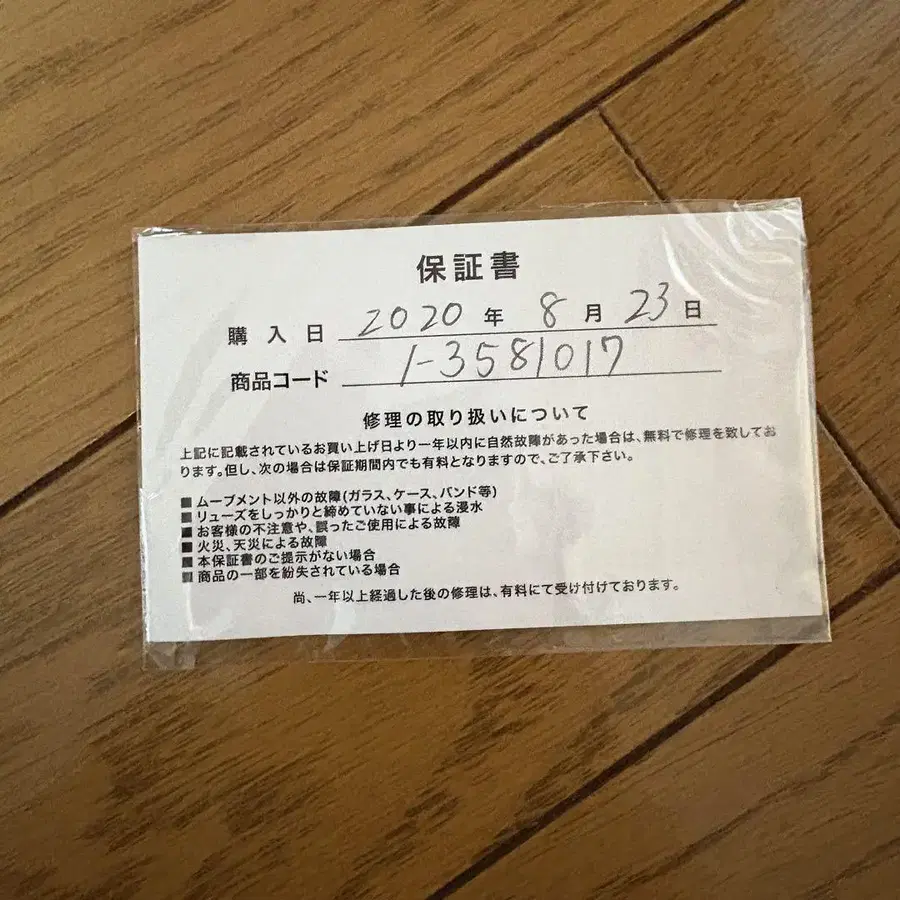 保証書
購入日 2020 年 8 月 23 日
商品コード 1-3581017
修理の取り扱いについて
上記に記載されているお買い上げ日より一年以内に自然故障があった場合は、無料で修理を致してお
ります。但し、次の場合は保証期間内でも有料となりますので、ご了承下さい。
■ ムーブメント以外の故障(ガラス、ケース、バンド等)
■ リューズをしっかりと締めていない事による浸水
■ お客様の不注意や、誤ったご使用による故障
■ 火災、天災による故障
■ 本保証書のご提示がない場合
■ 商品の一部を紛失されている場合
尚、一年以上経過した後の修理は、有料にて受け付けております。